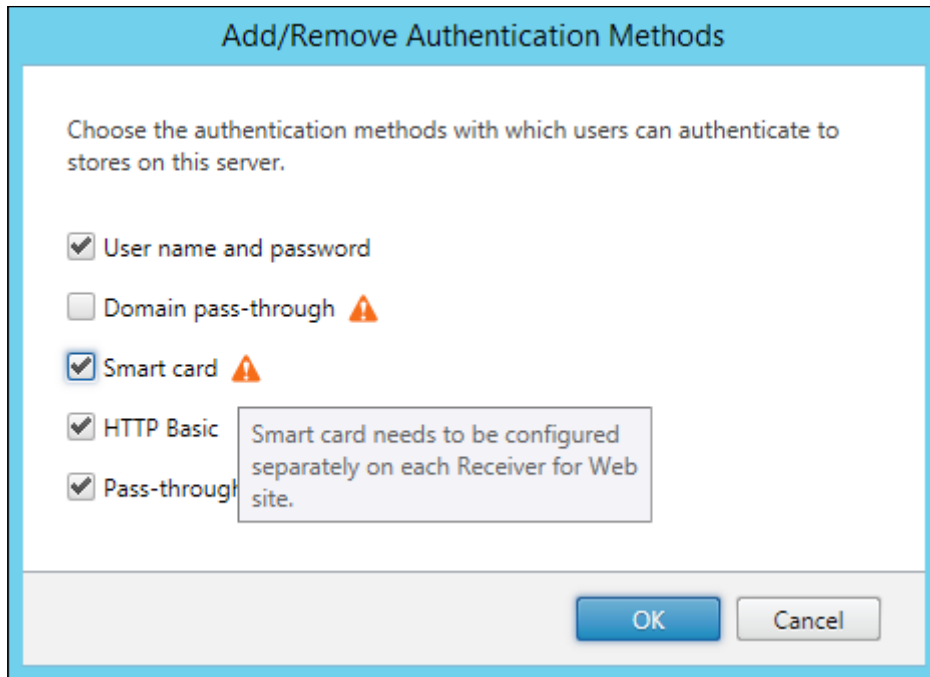 Add/Remove Authentication Methods
Choose the authentication methods with which users can authenticate to
stores on this server.
User name and password
Domain pass-through
Smart card
HTTP Basic
Smart card needs to be configured
separately on each Receiver for Web
site.
Pass-through
OK
Cancel